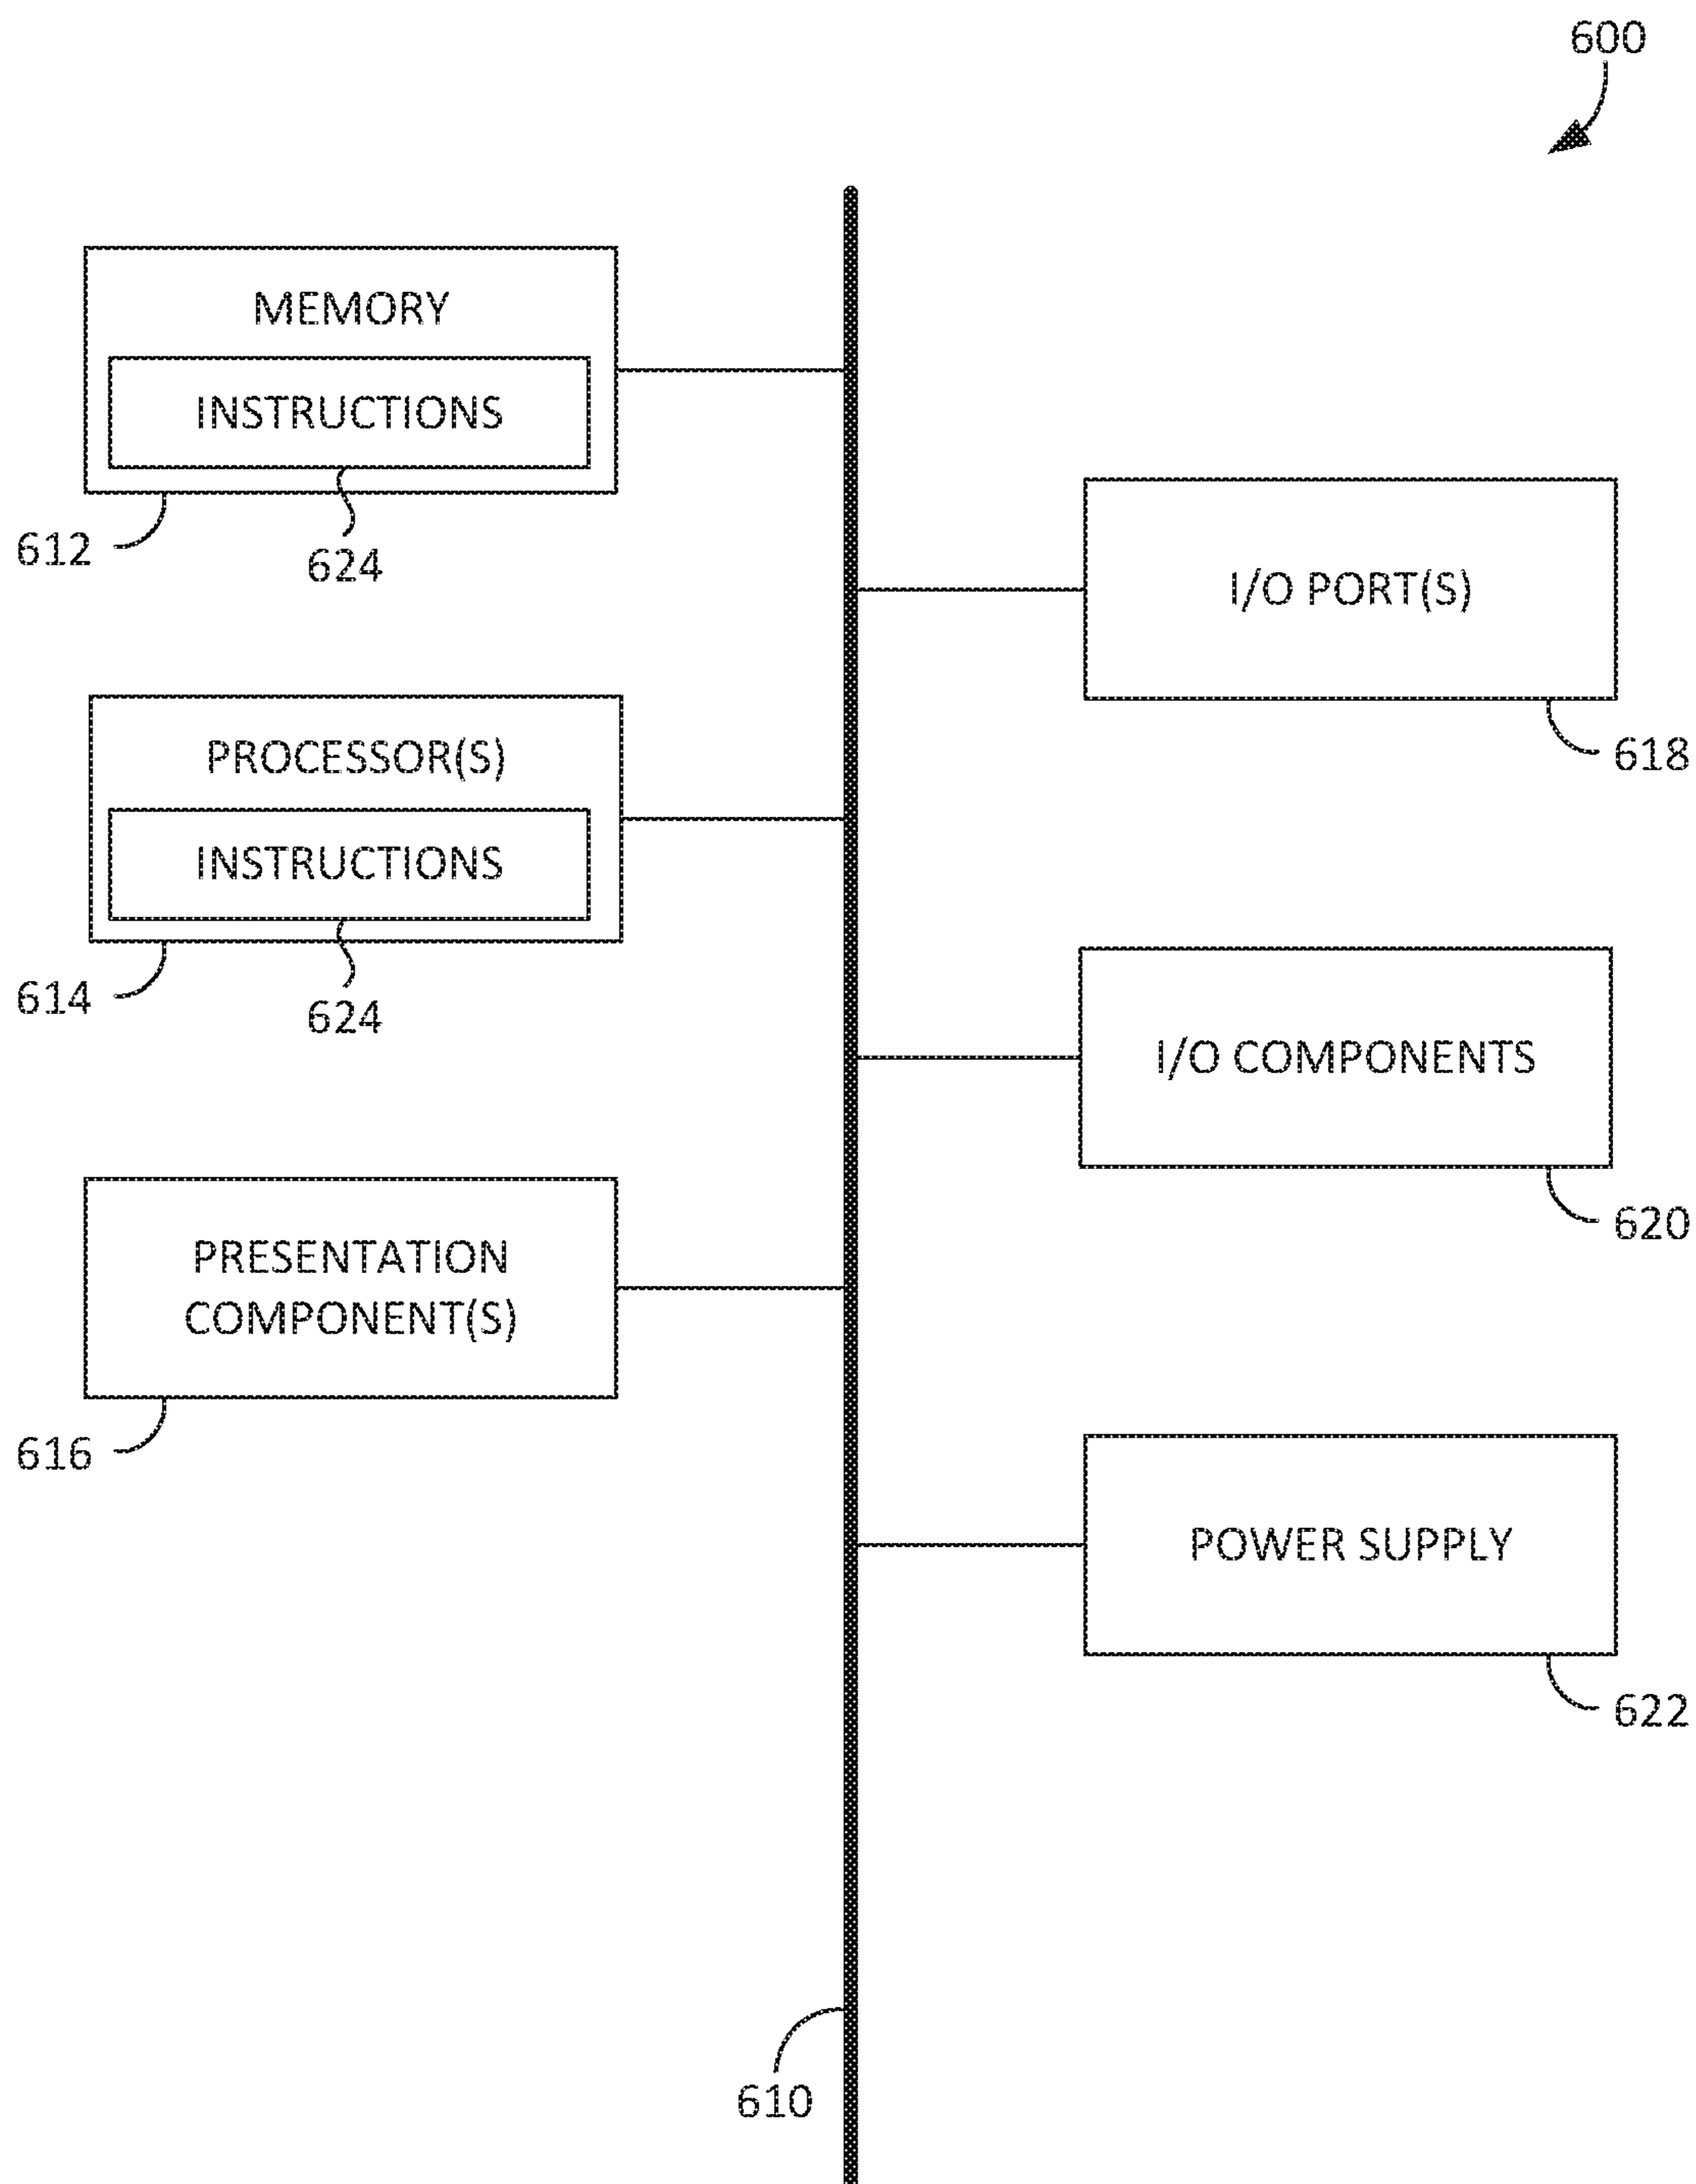 600
MEMORY
INSTRUCTIONS
612
624
I/O PORT(S)
618
PROCESSOR(S)
INSTRUCTIONS
614
624
I/O COMPONENTS
620
PRESENTATION
COMPONENT(S)
616
POWER SUPPLY
622
610